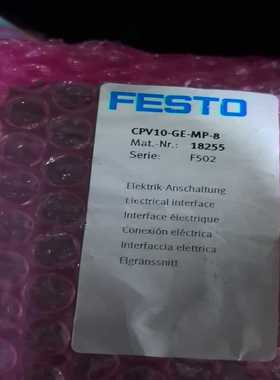 FESTO
CPV10-GE-MP-8
Mat.-Nr.: 18255
Serie: F502
Elektrik-Anschaltung
Electrical interface
Interface électrique
Conexión eléctrica
Interfaccia elettrica
Elgränssnitt